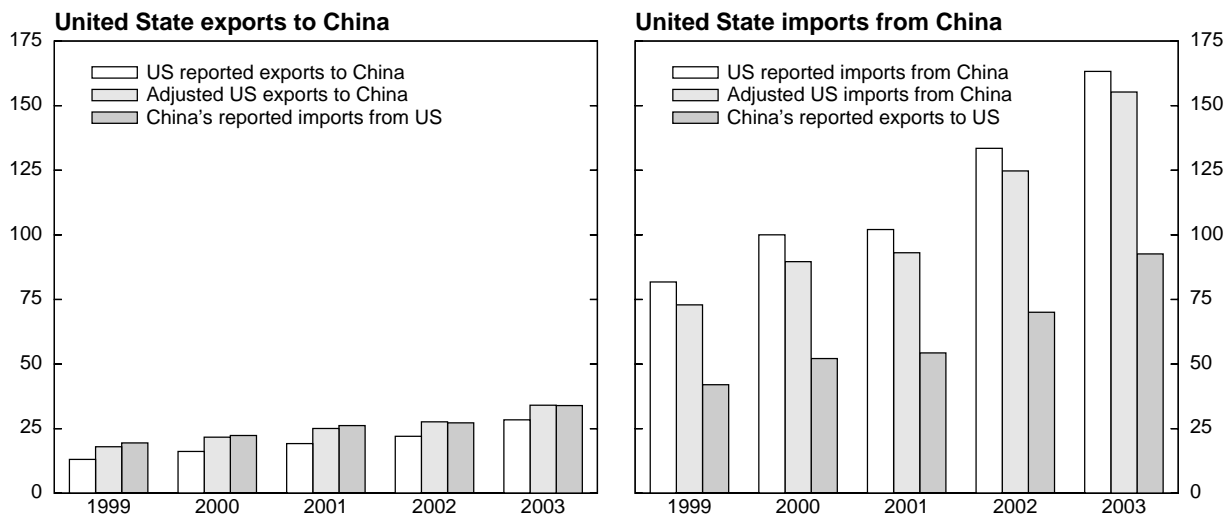 United State exports to China
175
150
125
100
75
50
25
0
US reported exports to China
Adjusted US exports to China
China's reported imports from US
1999 2000 2001 2002 2003
United State imports from China
US reported imports from China
Adjusted US imports from China
China's reported exports to US
175
150
125
100
75
50
25
0
1999 2000 2001 2002 2003